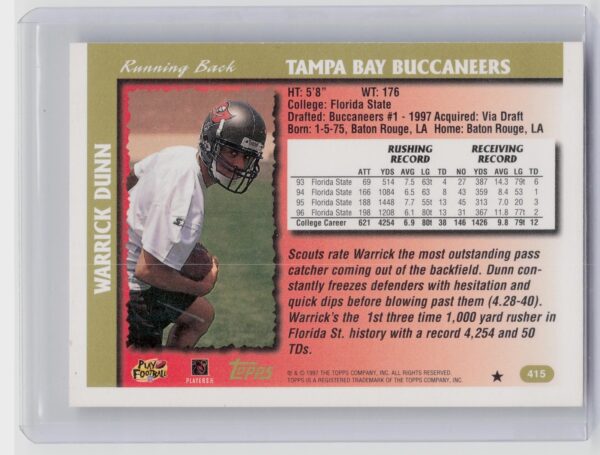 Running Back
TAMPA BAY BUCCANEERS
WARRICK DUNN
HT: 5'8" WT: 176
College: Florida State
Drafted: Buccaneers #1 - 1997 Acquired: Via Draft
Born: 1-5-75, Baton Rouge, LA Home: Baton Rouge, LA
RUSHING RECORD RECEIVING RECORD
ATT YDS AVG LG TD NO YDS AVG LG TD
93 Florida State 69 514 7.5 63t 4 27 387 14.3 79t 6
94 Florida State 166 1084 6.5 63 8 34 359 8.4 53 1
95 Florida State 188 1448 7.7 55t 13 45 313 7.0 20 3
96 Florida State 198 1208 6.1 80t 13 31 367 11.8 77t 2
College Career 621 4254 6.9 80t 38 146 1426 9.8 79t 12
Scouts rate Warrick the most outstanding pass
catcher coming out of the backfield. Dunn con-
stantly freezes defenders with hesitation and
quick dips before blowing past them (4.28-40).
Warrick's the 1st three time 1,000 yard rusher in
Florida St. history with a record 4,254 and 50
TDs.
PLAY FOOTBALL
PLAYERS INC
Topps
® & © 1997 THE TOPPS COMPANY, INC. ALL RIGHTS RESERVED.
TOPPS IS A REGISTERED TRADEMARK OF THE TOPPS COMPANY, INC.
★ 415